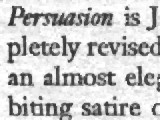 Persuasion is J
pletely revised
an almost eleg
biting satire